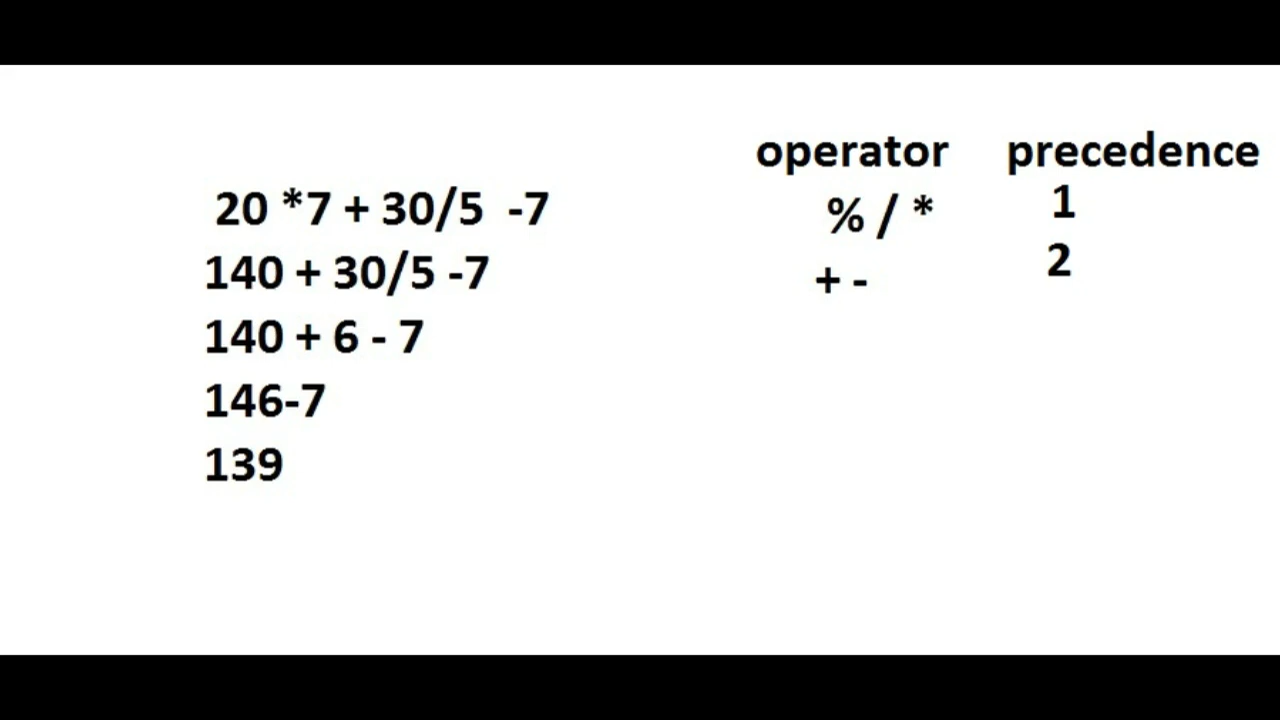 20 *7 + 30/5  -7
140 + 30/5 -7
140 + 6 - 7
146-7
139
operator precedence
% / * 1
+ - 2